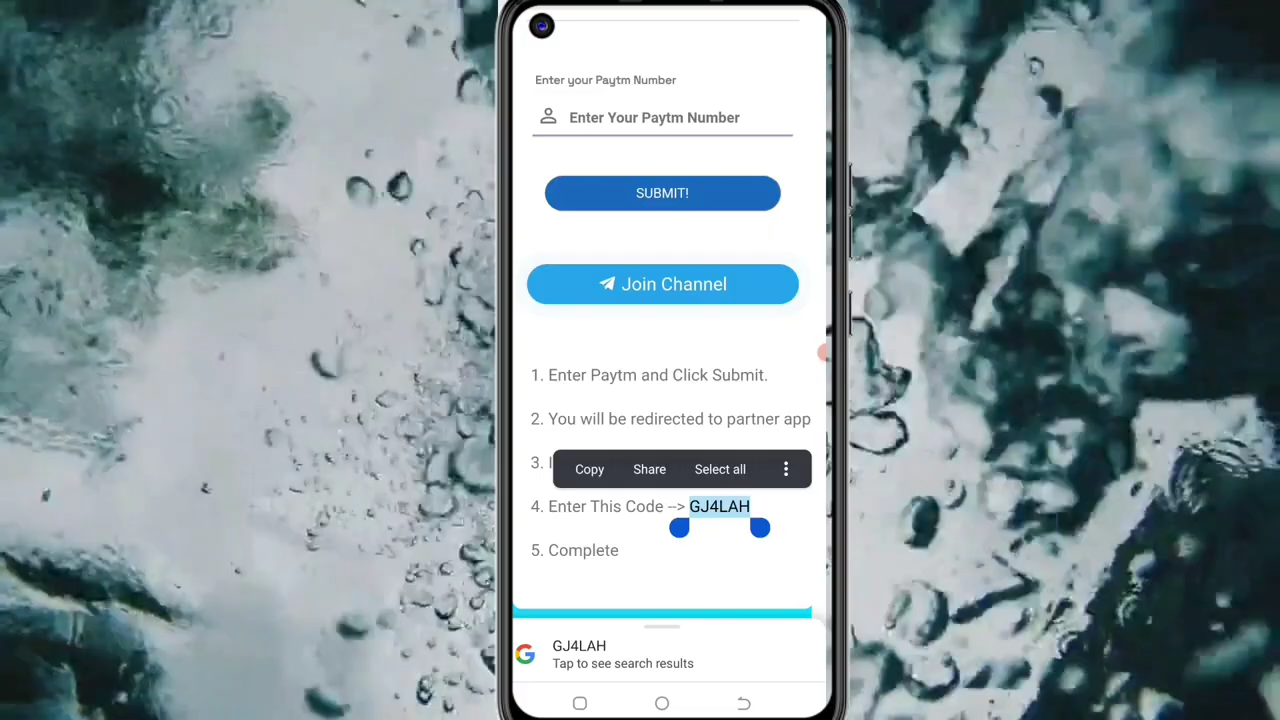 Enter your Paytm Number
Enter Your Paytm Number
SUBMIT!
Join Channel
1. Enter Paytm and Click Submit.
2. You will be redirected to partner app
3.
Copy Share Select all
4. Enter This Code --> GJ4LAH
5. Complete
GJ4LAH
Tap to see search results